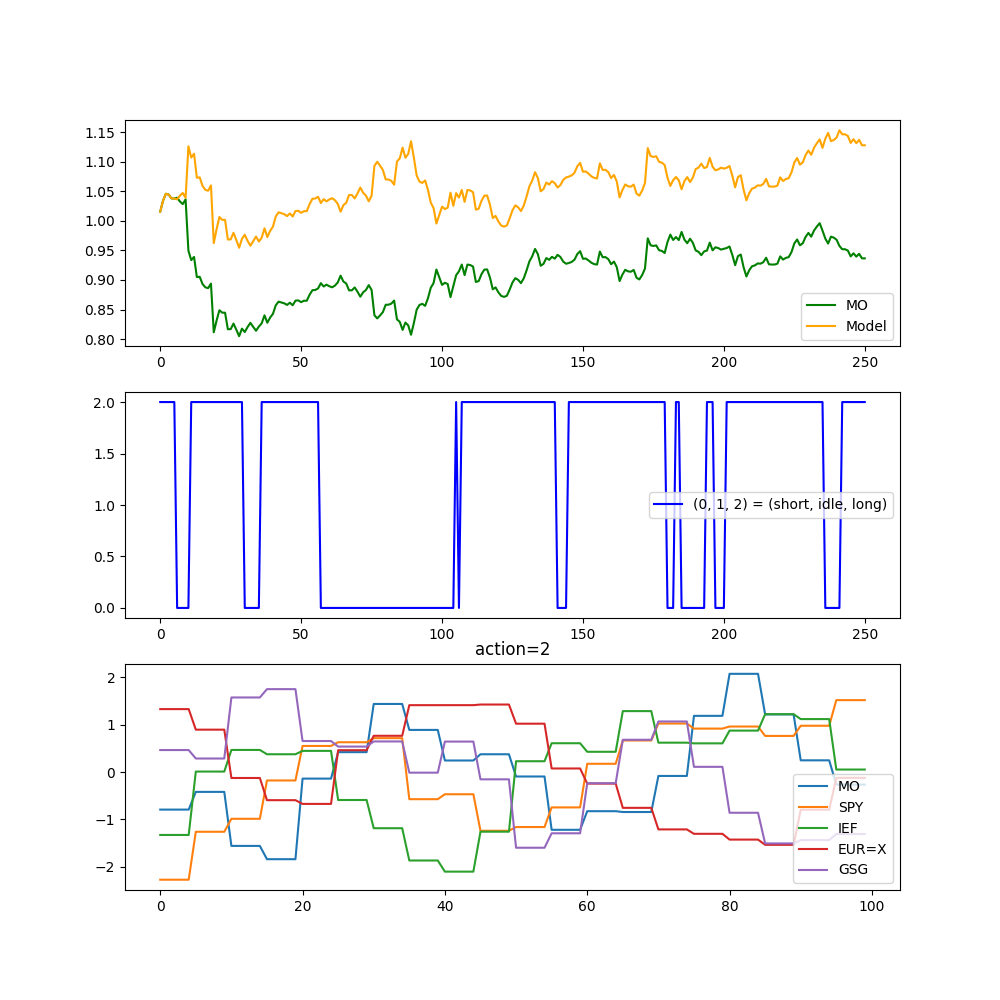 1.15
1.10
1.05
1.00
0.95
0.90
0.85
0.80
MO
Model
0 50 100 150 200 250
2.0
1.5
1.0
0.5
0.0
(0, 1, 2) = (short, idle, long)
0 50 100 150 200 250
action=2
2
1
0
−1
−2
MO
SPY
IEF
EUR=X
GSG
0 20 40 60 80 100